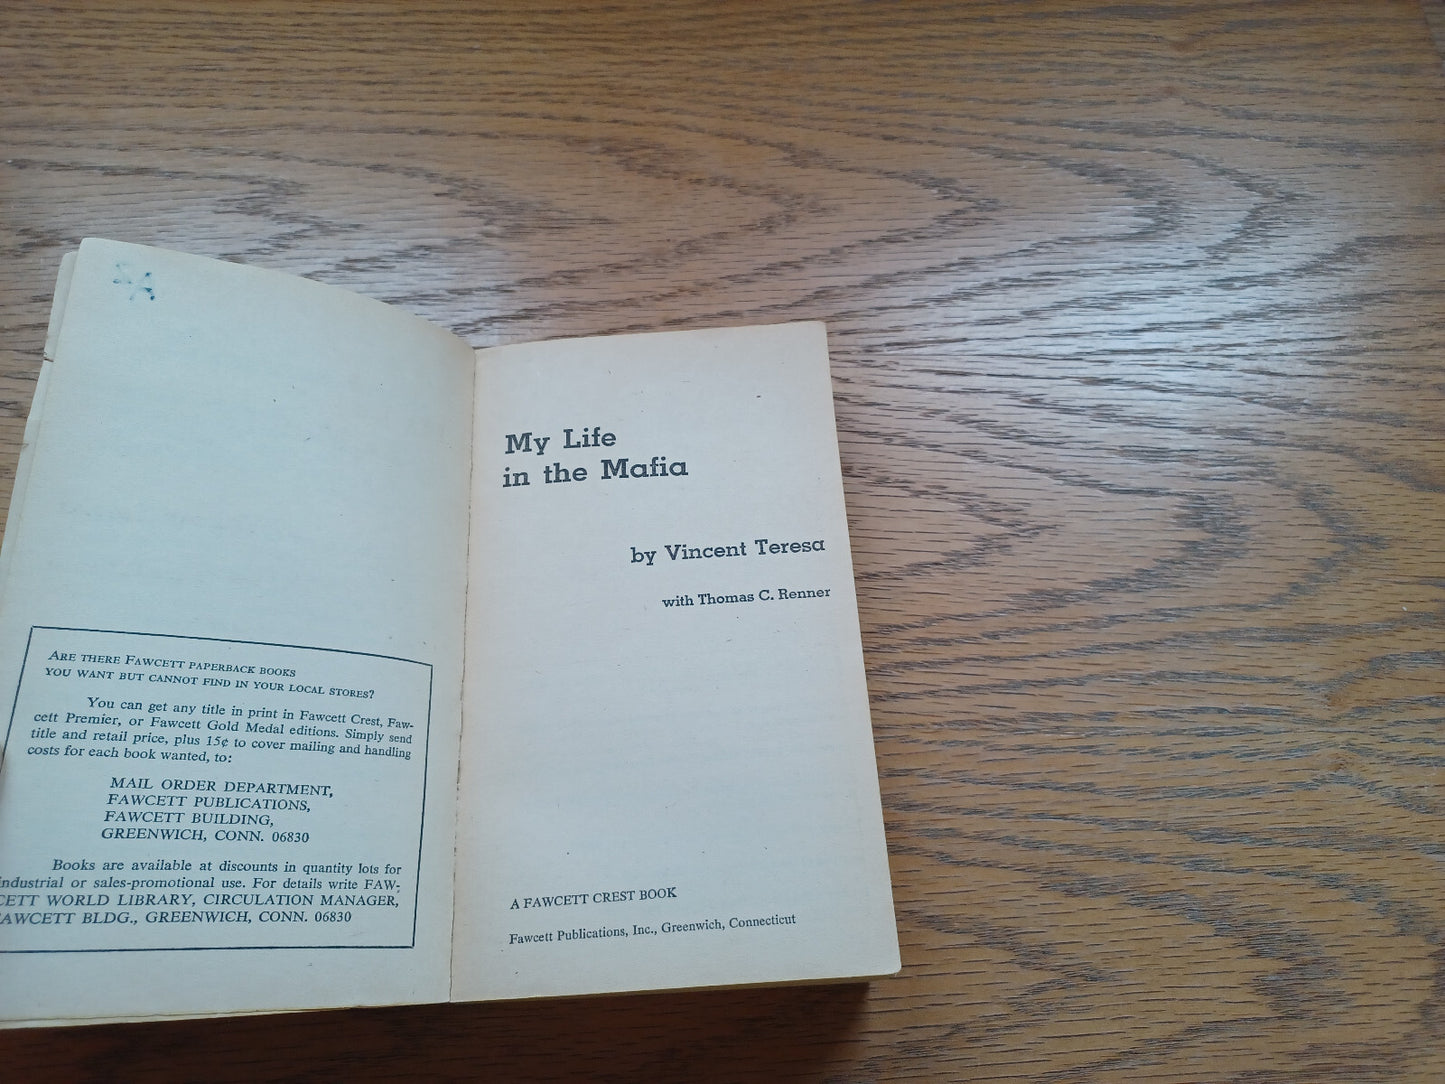 ARE THERE FAWCETT PAPERBACK BOOKS
YOU WANT BUT CANNOT FIND IN YOUR LOCAL STORES?
You can get any title in print in Fawcett Crest, Faw-
cett Premier, or Fawcett Gold Medal editions. Simply send
title and retail price, plus 15¢ to cover mailing and handling
costs for each book wanted, to:
MAIL ORDER DEPARTMENT,
FAWCETT PUBLICATIONS,
FAWCETT BUILDING,
GREENWICH, CONN. 06830
Books are available at discounts in quantity lots for
industrial or sales-promotional use. For details write FAW-
CETT WORLD LIBRARY, CIRCULATION MANAGER,
FAWCETT BLDG., GREENWICH, CONN. 06830
My Life
in the Mafia
by Vincent Teresa
with Thomas C. Renner
A FAWCETT CREST BOOK
Fawcett Publications, Inc., Greenwich, Connecticut